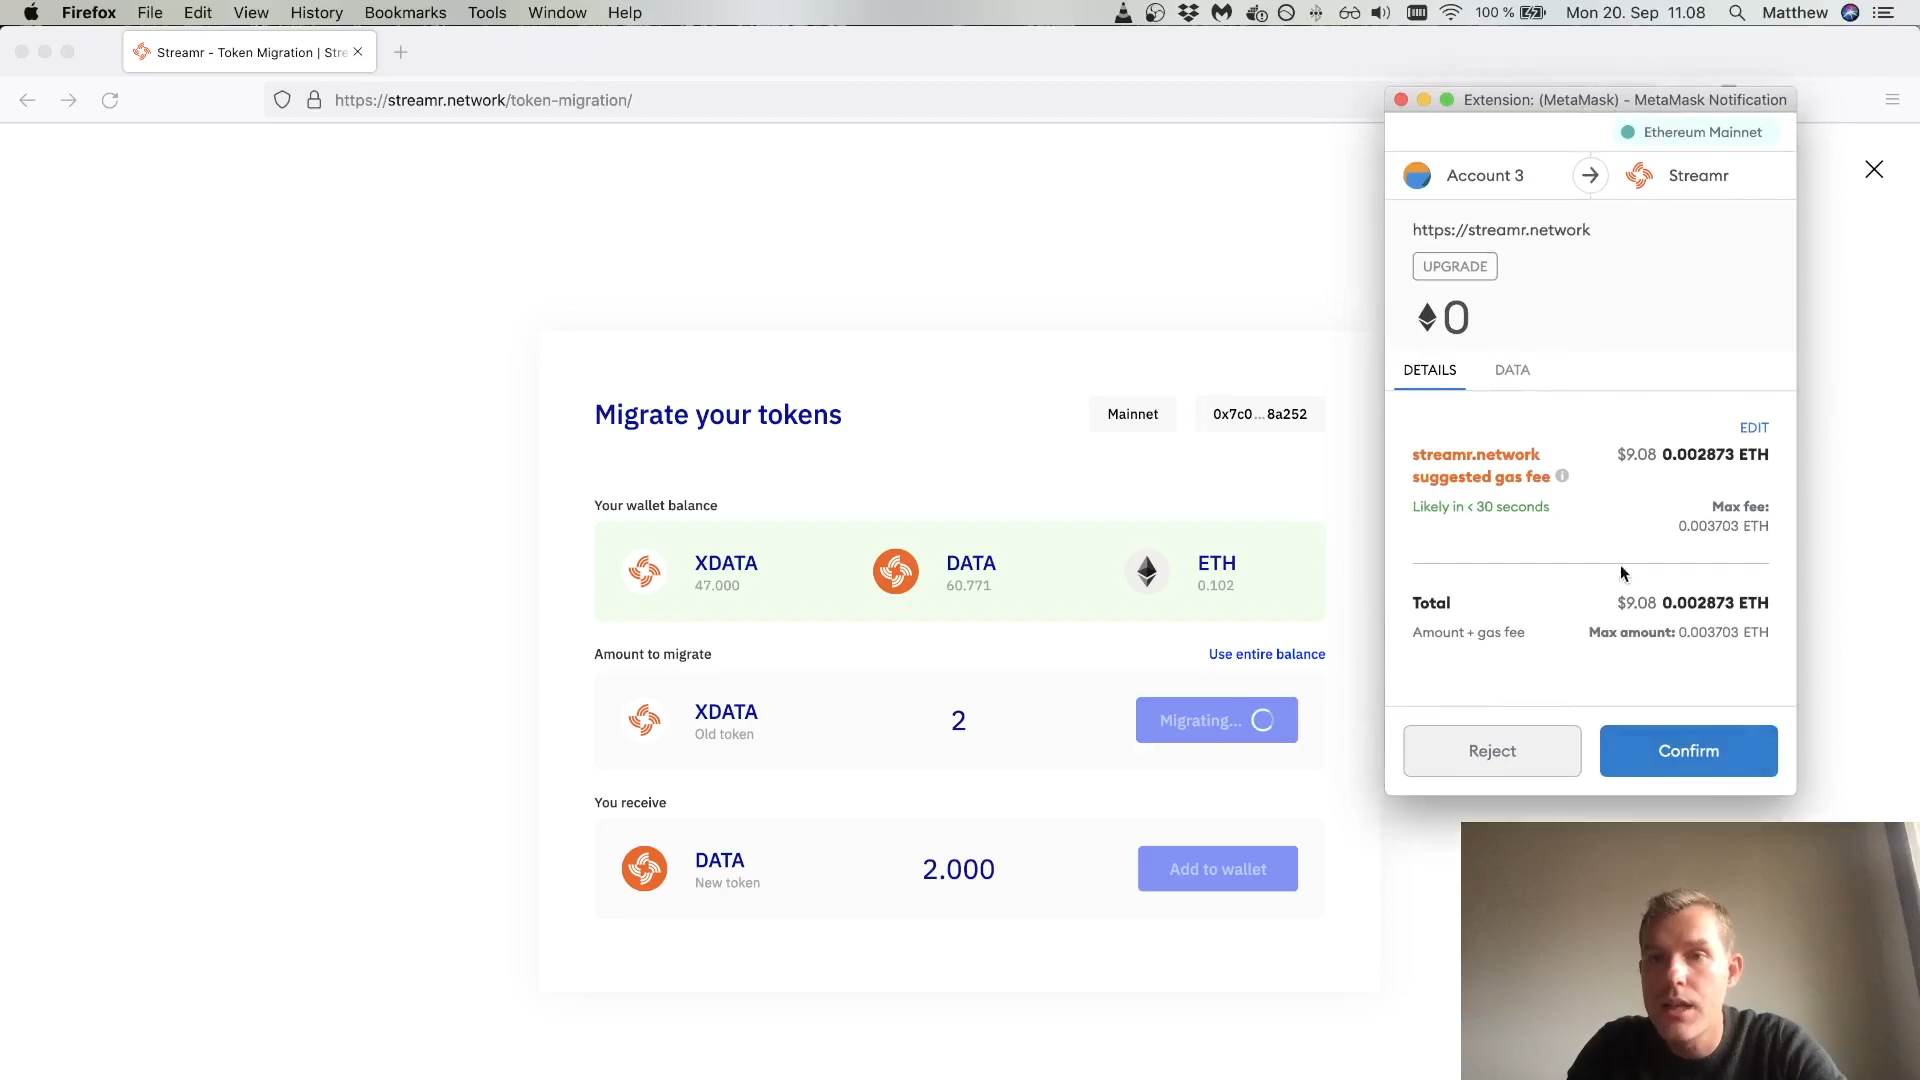 Firefox File Edit View History Bookmarks Tools Window Help 100 % Mon 20. Sep 11.08 Matthew
Streamr - Token Migration | Stre
https://streamr.network/token-migration/
Extension: (MetaMask) - MetaMask Notification
Ethereum Mainnet
Account 3 Streamr
https://streamr.network
UPGRADE
0
DETAILS DATA
EDIT
streamr.network $9.08 0.002873 ETH
suggested gas fee
Likely in < 30 seconds Max fee:
0.003703 ETH
Total $9.08 0.002873 ETH
Amount + gas fee Max amount: 0.003703 ETH
Reject Confirm
Migrate your tokens Mainnet 0x7c0...8a252
Your wallet balance
XDATA DATA ETH
47.000 60.771 0.102
Amount to migrate Use entire balance
XDATA 2 Migrating...
Old token
You receive
DATA 2.000 Add to wallet
New token